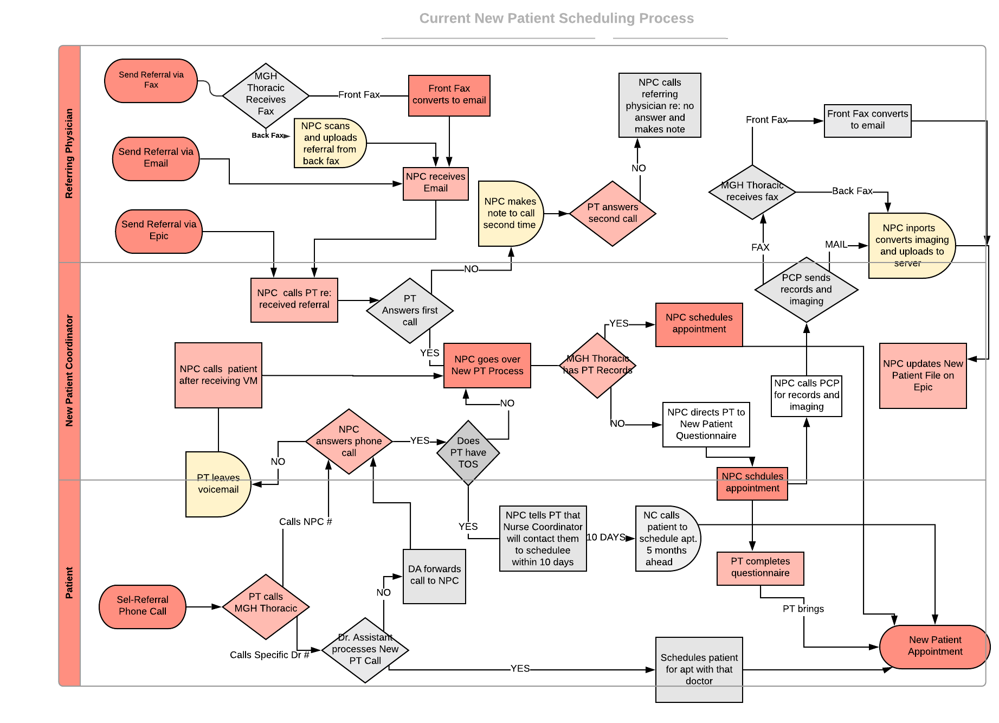 Current New Patient Scheduling Process
Referring Physician
Send Referral via
Fax
MGH
Thoracic
Receives
Fax
Front Fax
Front Fax
converts to email
Back Fax
NPC scans
and uploads
referral from
back fax
Send Referral via
Email
NPC receives
Email
Send Referral via
Epic
NPC makes
note to call
second time
PT answers
second call
NO
NPC calls
referring
physician re: no
answer and
makes note
Front Fax
Front Fax converts
to email
MGH Thoracic
receives fax
Back Fax
FAX
MAIL
NPC inports
converts imaging
and uploads to
server
New Patient Coordinator
NPC calls PT re:
received referral
PT
Answers first
call
NO
YES
PCP sends
records and
imaging
NPC calls patient
after receiving VM
NPC goes over
New PT Process
MGH Thoracic
has PT Records
YES
NPC schedules
appointment
NO
NPC directs PT to
New Patient
Questionnaire
NPC calls PCP
for records and
imaging
NPC updates New
Patient File on
Epic
NPC
answers phone
call
YES
NO
Does
PT have
TOS
NO
NPC schdules
appointment
PT leaves
voicemail
Patient
Calls NPC #
YES
NPC tells PT that
Nurse Coordinator
will contact them
to schedulee
within 10 days
10 DAYS
NC calls
patient to
schedule apt.
5 months
ahead
PT completes
questionnaire
PT brings
DA forwards
call to NPC
NO
Sel-Referral
Phone Call
PT calls
MGH Thoracic
Calls Specific Dr #
Dr. Assistant
processes New
PT Call
YES
Schedules patient
for apt with that
doctor
New Patient
Appointment